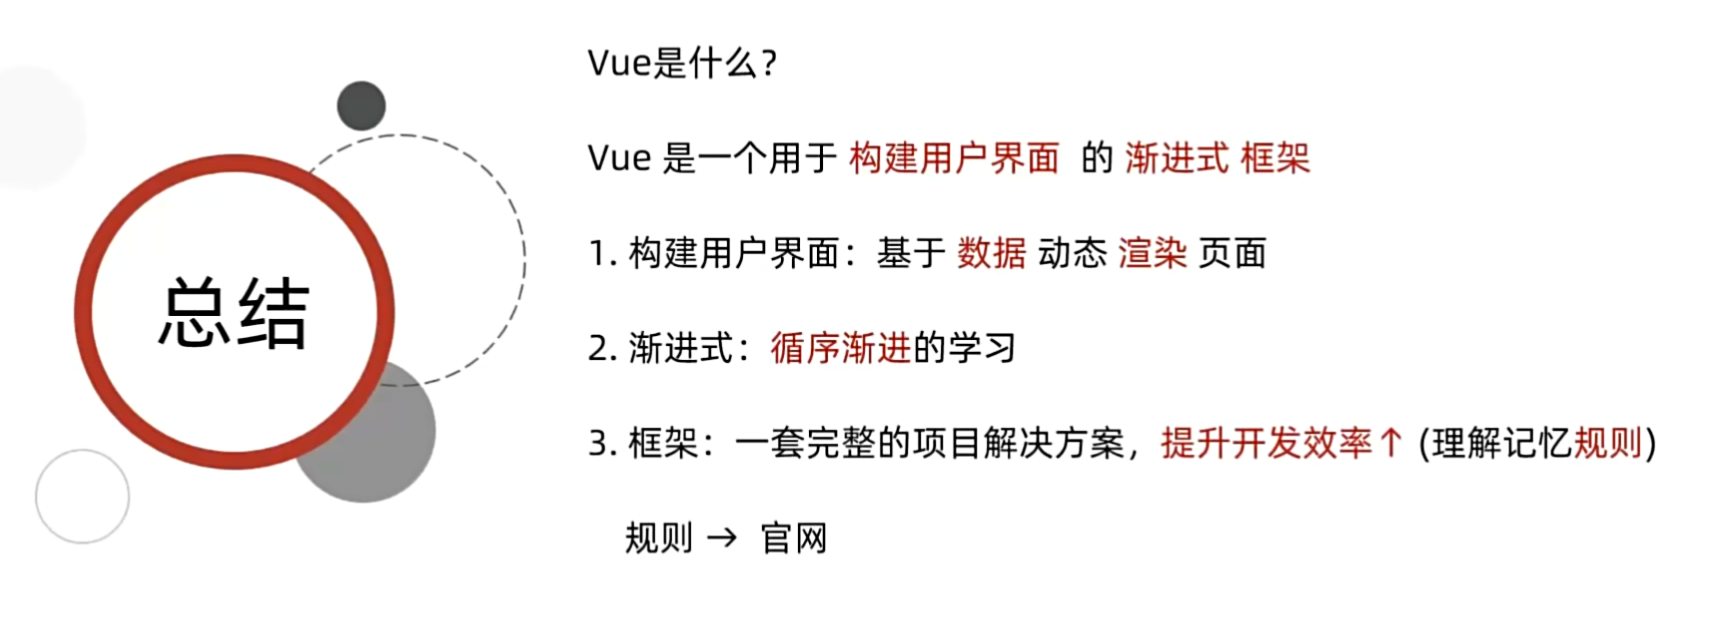 总结
Vue是什么？
Vue 是一个用于 构建用户界面 的 渐进式 框架
1. 构建用户界面：基于 数据 动态 渲染 页面
2. 渐进式：循序渐进的学习
3. 框架：一套完整的项目解决方案，提升开发效率↑ (理解记忆规则)
规则 → 官网